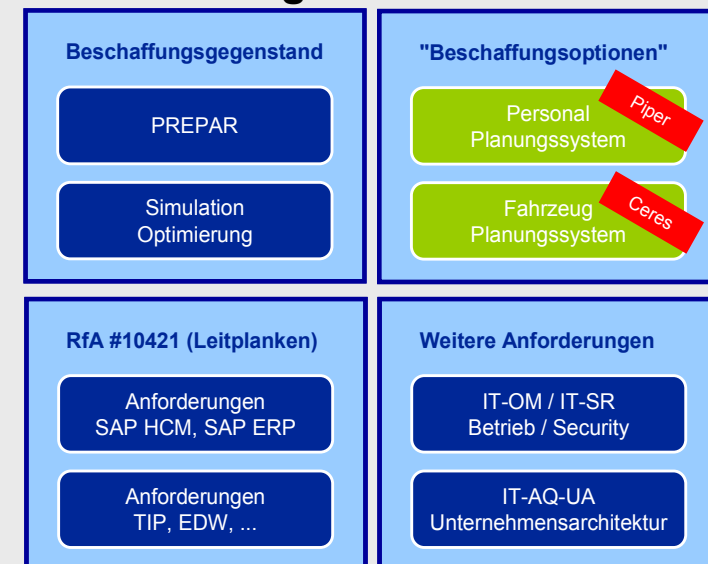 Beschaffungsgegenstand
PREPAR
Simulation
Optimierung
"Beschaffungsoptionen"
Personal
Planungssystem
Piper
Fahrzeug
Planungssystem
Ceres
RfA #10421 (Leitplanken)
Anforderungen
SAP HCM, SAP ERP
Anforderungen
TIP, EDW, ...
Weitere Anforderungen
IT-OM / IT-SR
Betrieb / Security
IT-AQ-UA
Unternehmensarchitektur